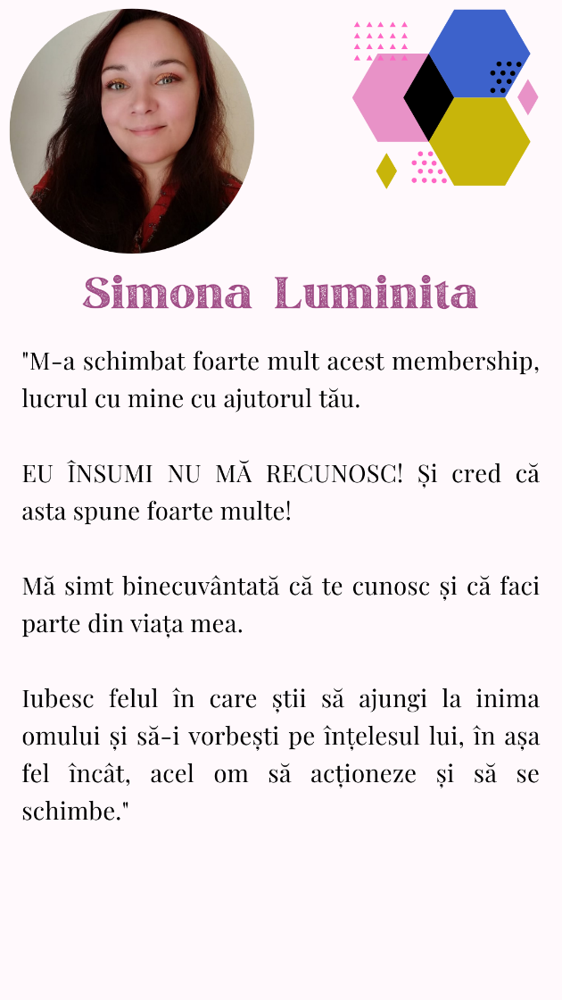 Simona Luminita
"M-a schimbat foarte mult acest membership,
lucrul cu mine cu ajutorul tău.
EU ÎNSUMI NU MĂ RECUNOSC! Și cred că
asta spune foarte multe!
Mă simt binecuvântată că te cunosc și că faci
parte din viața mea.
Iubesc felul în care știi să ajungi la inima
omului și să-i vorbești pe înțelesul lui, în așa
fel încât, acel om să acționeze și să se
schimbe."